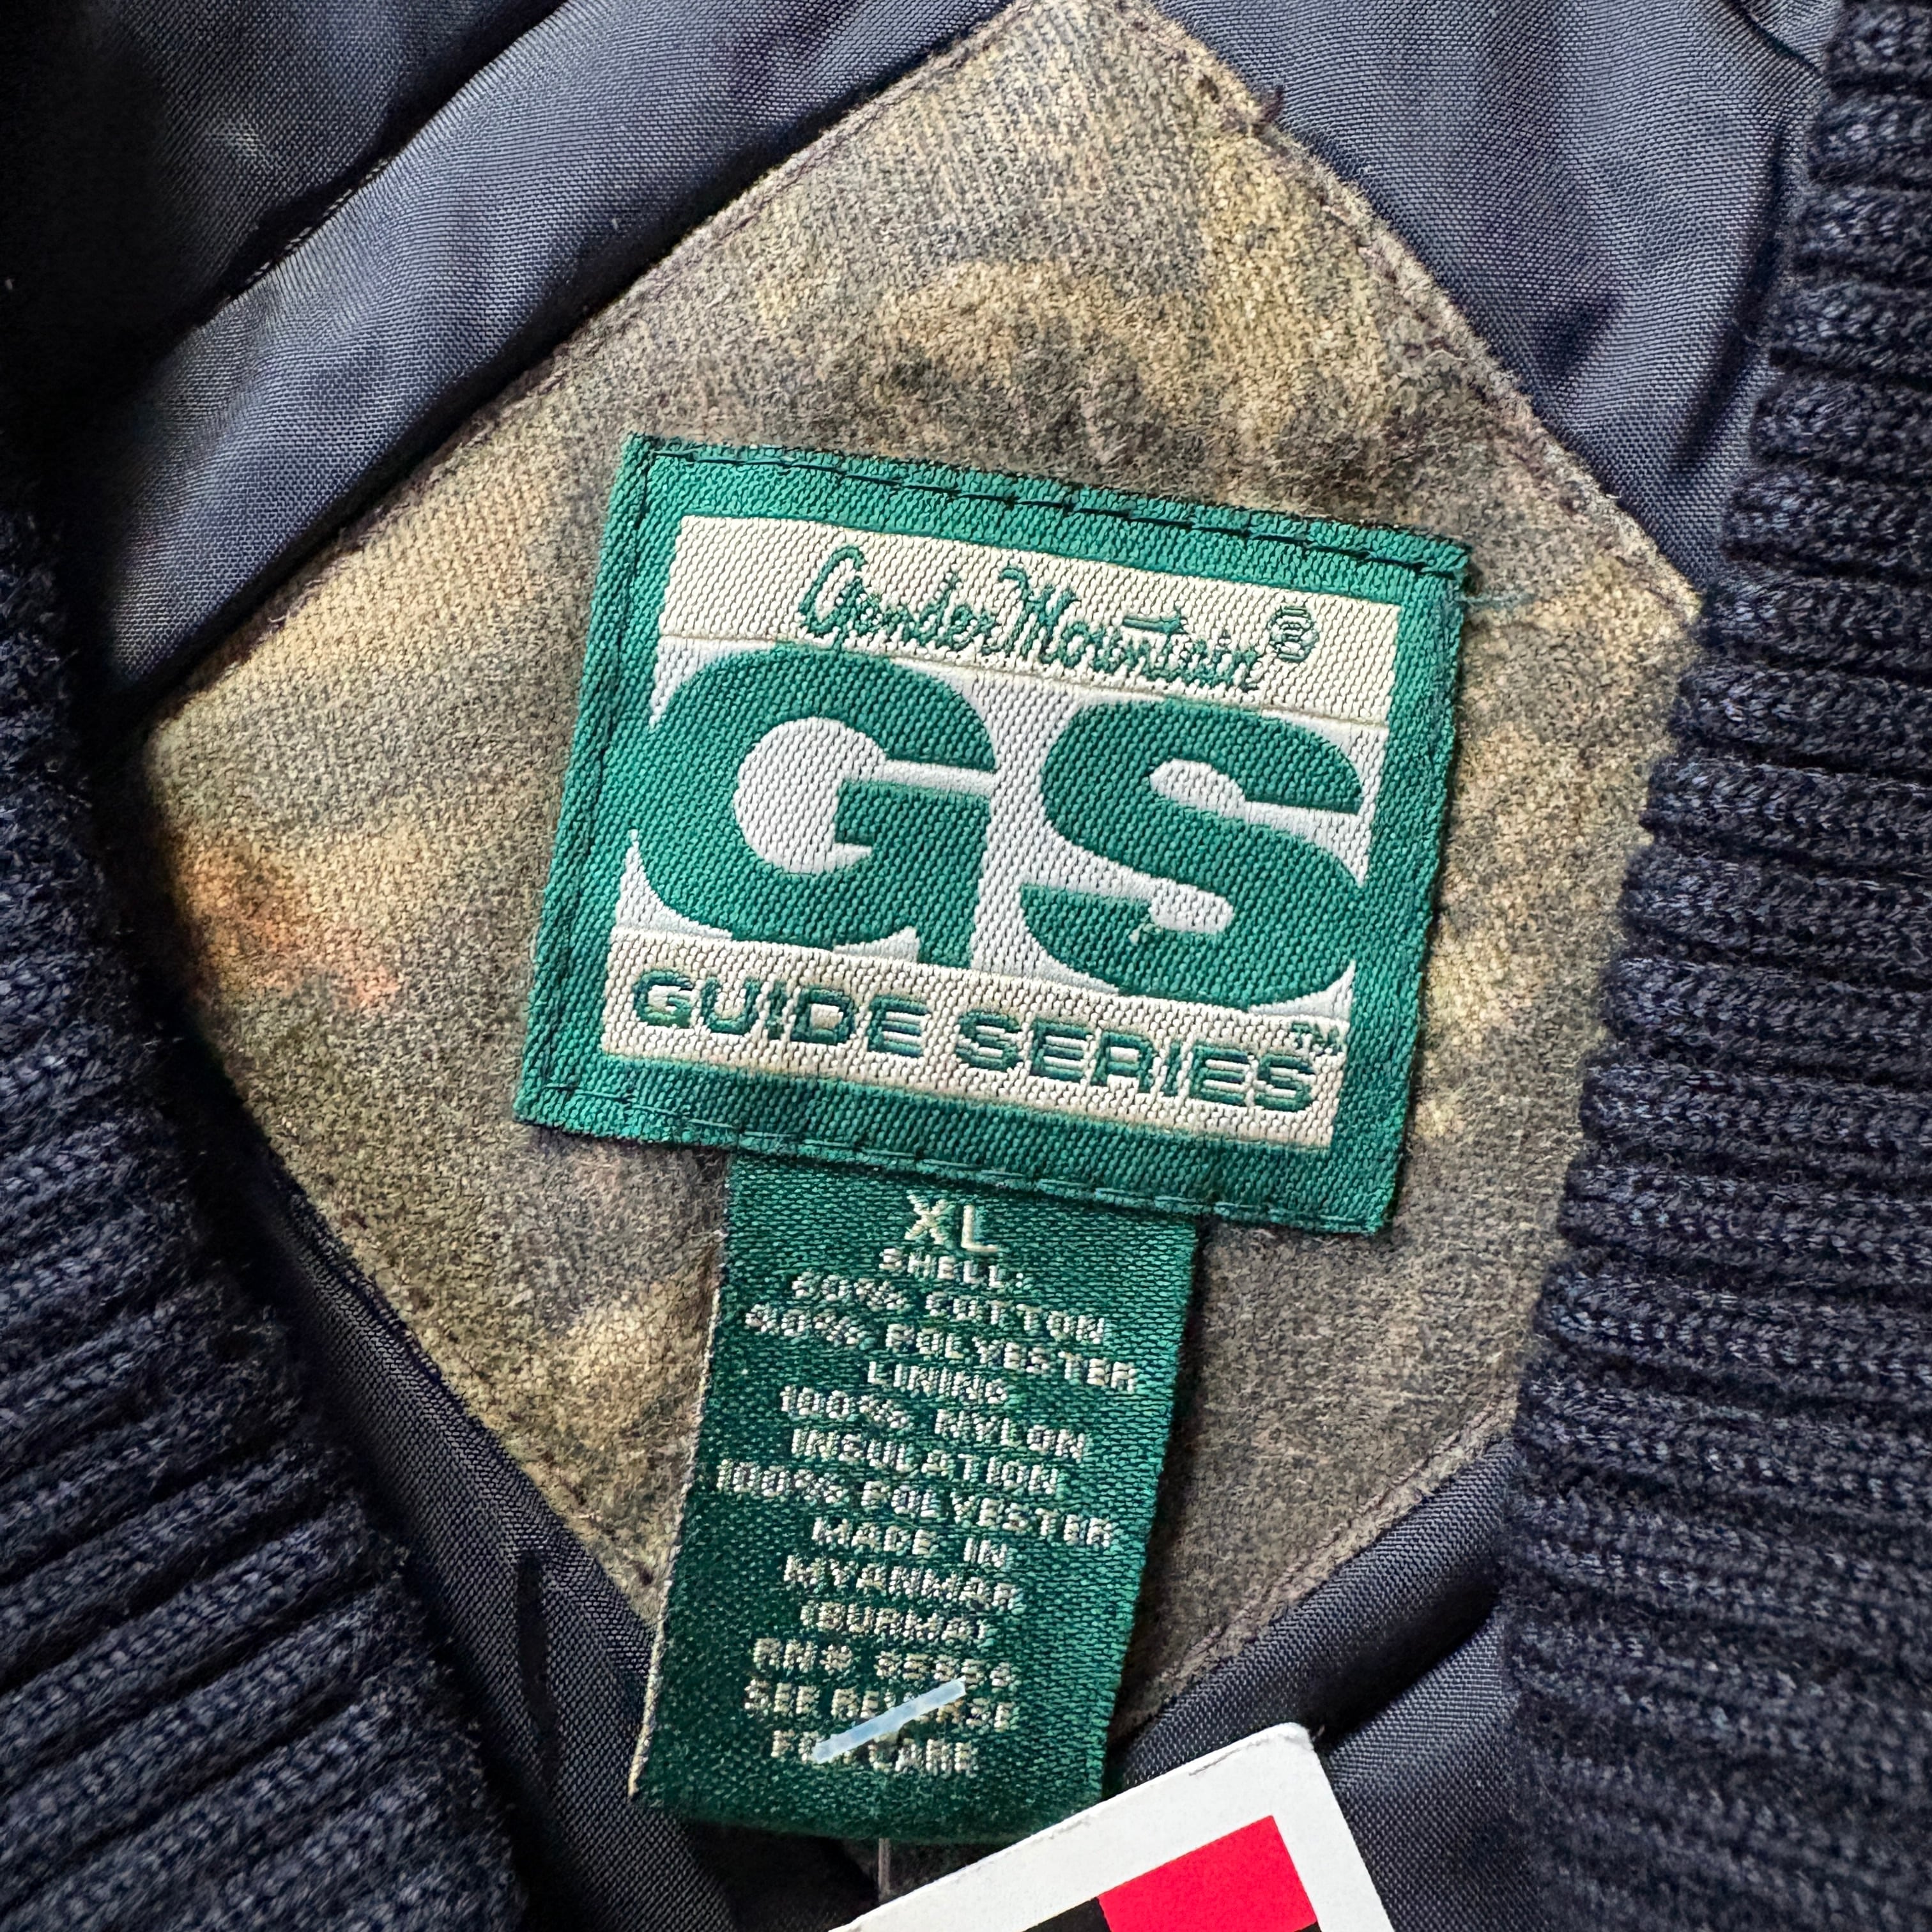 Gander Mountain®
GS
GUIDE SERIES™
XL
SHELL:
60% COTTON
40% POLYESTER
LINING
100% NYLON
INSULATION
100% POLYESTER
MADE IN
MYANMAR
(BURMA)
RN#
SEE REVERSE
FOR CARE